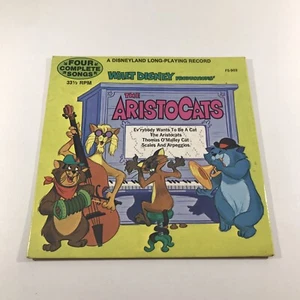 FOUR
COMPLETE
SONGS
33⅓ RPM
A DISNEYLAND LONG-PLAYING RECORD
WALT DISNEY
THE
ARISTOCATS
Ev'rybody Wants To Be A Cat
The Aristocats
Thomas O'Malley Cat
Scales And Arpeggios